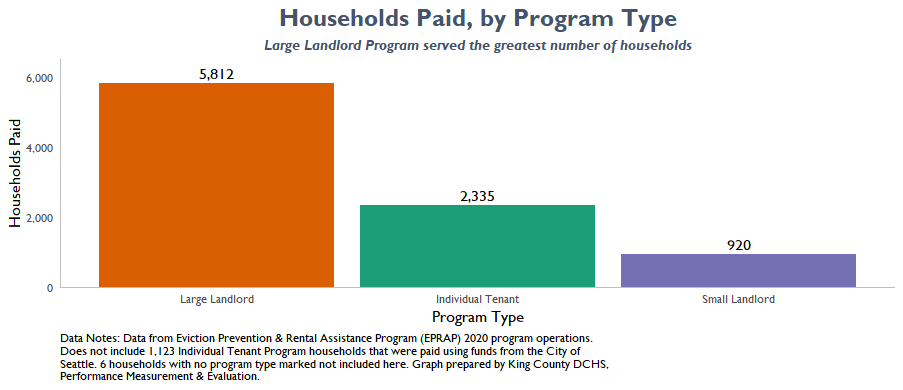 Households Paid, by Program Type
Large Landlord Program served the greatest number of households
Households Paid
6,000
4,000
2,000
0
5,812
2,335
920
Large Landlord
Individual Tenant
Small Landlord
Program Type
Data Notes: Data from Eviction Prevention & Rental Assistance Program (EPRAP) 2020 program operations.
Does not include 1,123 Individual Tenant Program households that were paid using funds from the City of
Seattle. 6 households with no program type marked not included here. Graph prepared by King County DCHS,
Performance Measurement & Evaluation.